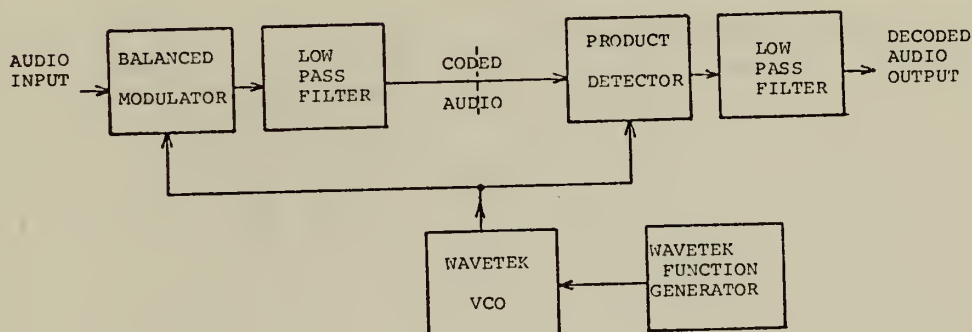 AUDIO
INPUT
BALANCED
MODULATOR
LOW
PASS
FILTER
CODED
AUDIO
PRODUCT
DETECTOR
LOW
PASS
FILTER
DECODED
AUDIO
OUTPUT
WAVETEK
VCO
WAVETEK
FUNCTION
GENERATOR